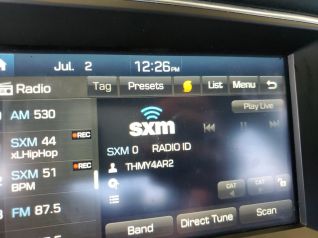 Jul. 2 12:26PM
Radio Tag Presets List Menu
Play Live
AM 530
SXM 44 REC
xLHipHop
SXM 51 REC
BPM
FM 87.5
sxm
SXM 0 RADIO ID
THMY4AR2
CAT CAT
Band Direct Tune Scan